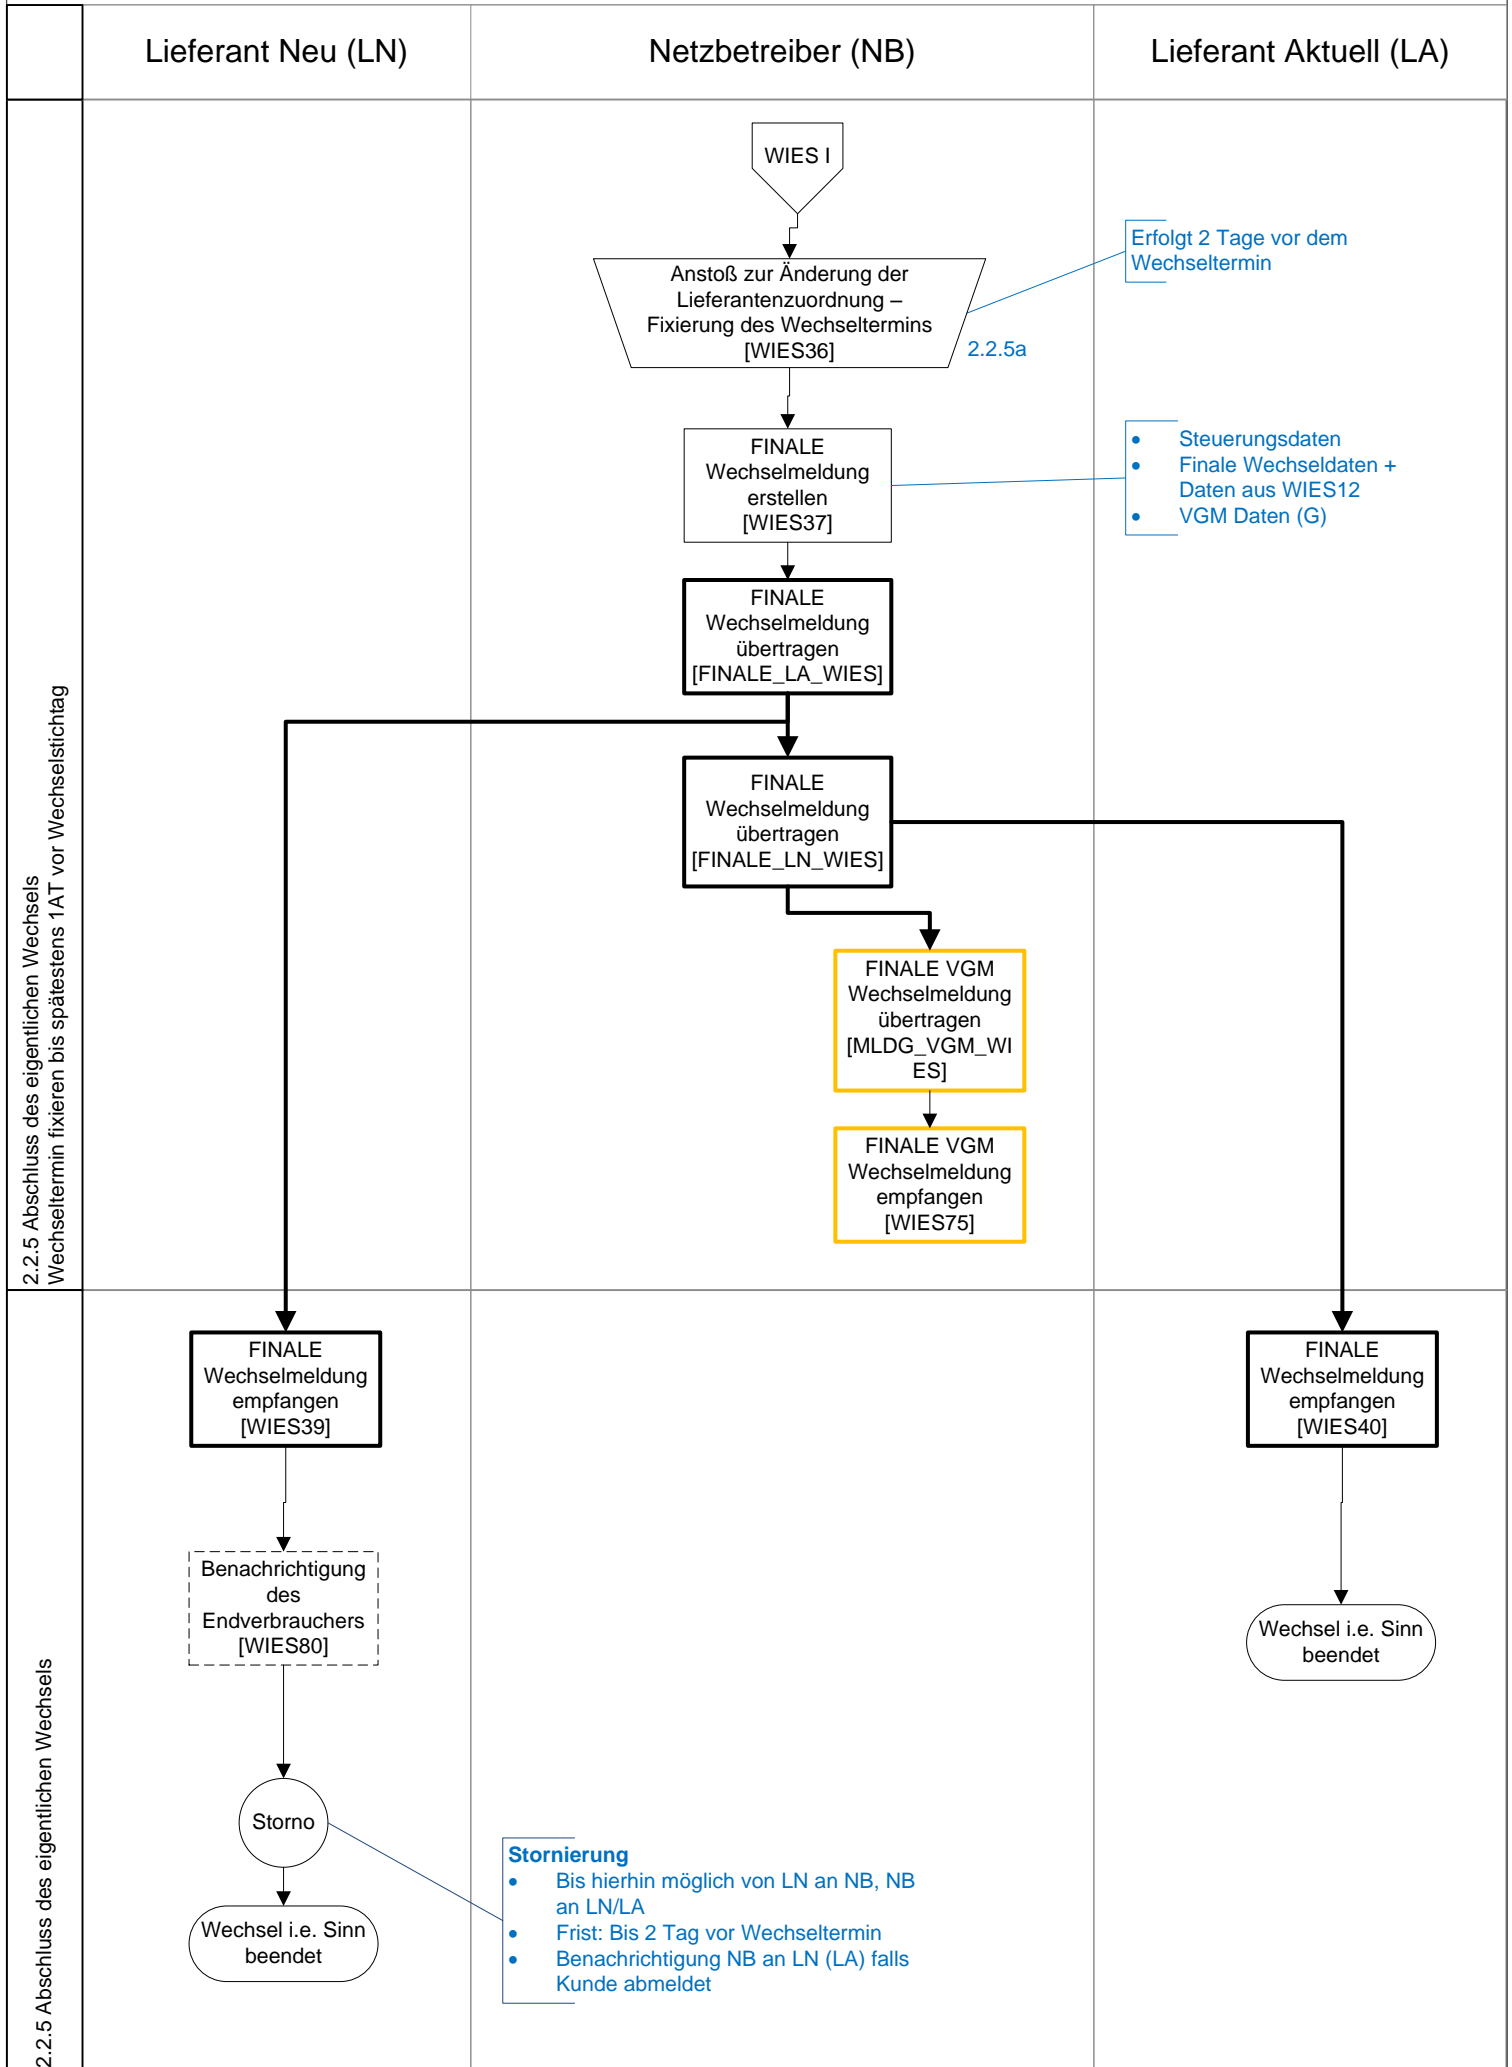 Lieferant Neu (LN)
Netzbetreiber (NB)
Lieferant Aktuell (LA)
2.2.5 Abschluss des eigentlichen Wechsels
Wechseltermin fixieren bis spätestens 1AT vor Wechselstichtag
WIES I
Anstoß zur Änderung der
Lieferantenzuordnung –
Fixierung des Wechseltermins
[WIES36]
2.2.5a
Erfolgt 2 Tage vor dem
Wechseltermin
FINALE
Wechselmeldung
erstellen
[WIES37]
• Steuerungsdaten
• Finale Wechseldaten +
Daten aus WIES12
• VGM Daten (G)
FINALE
Wechselmeldung
übertragen
[FINALE_LA_WIES]
FINALE
Wechselmeldung
übertragen
[FINALE_LN_WIES]
FINALE VGM
Wechselmeldung
übertragen
[MLDG_VGM_WI
ES]
FINALE VGM
Wechselmeldung
empfangen
[WIES75]
2.2.5 Abschluss des eigentlichen Wechsels
FINALE
Wechselmeldung
empfangen
[WIES39]
FINALE
Wechselmeldung
empfangen
[WIES40]
Benachrichtigung
des
Endverbrauchers
[WIES80]
Wechsel i.e. Sinn
beendet
Storno
Stornierung
• Bis hierhin möglich von LN an NB, NB
an LN/LA
• Frist: Bis 2 Tag vor Wechseltermin
• Benachrichtigung NB an LN (LA) falls
Kunde abmeldet
Wechsel i.e. Sinn
beendet